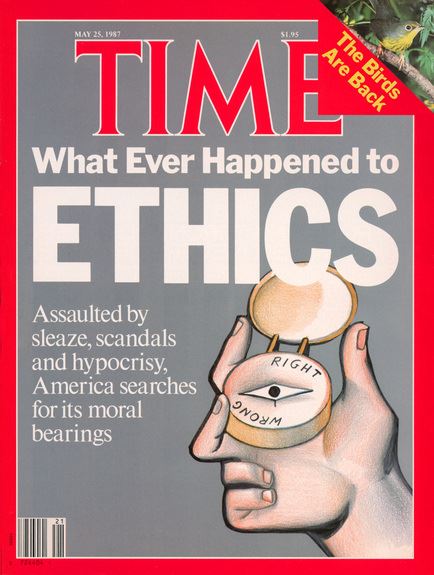 MAY 25, 1987
$1.95
TIME
The Birds
Are Back
What Ever Happened to
ETHICS
Assaulted by
sleaze, scandals
and hypocrisy,
America searches
for its moral
bearings
RIGHT
WRONG
21